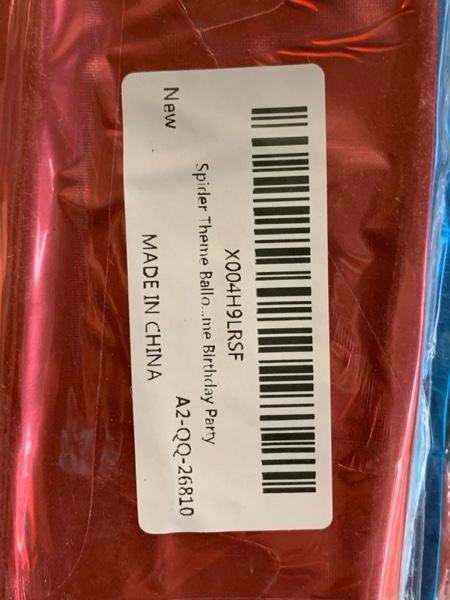 X004H9LRSF
Spider Theme Ballo...me Birthday Party
New
A2-QQ-26810
MADE IN CHINA